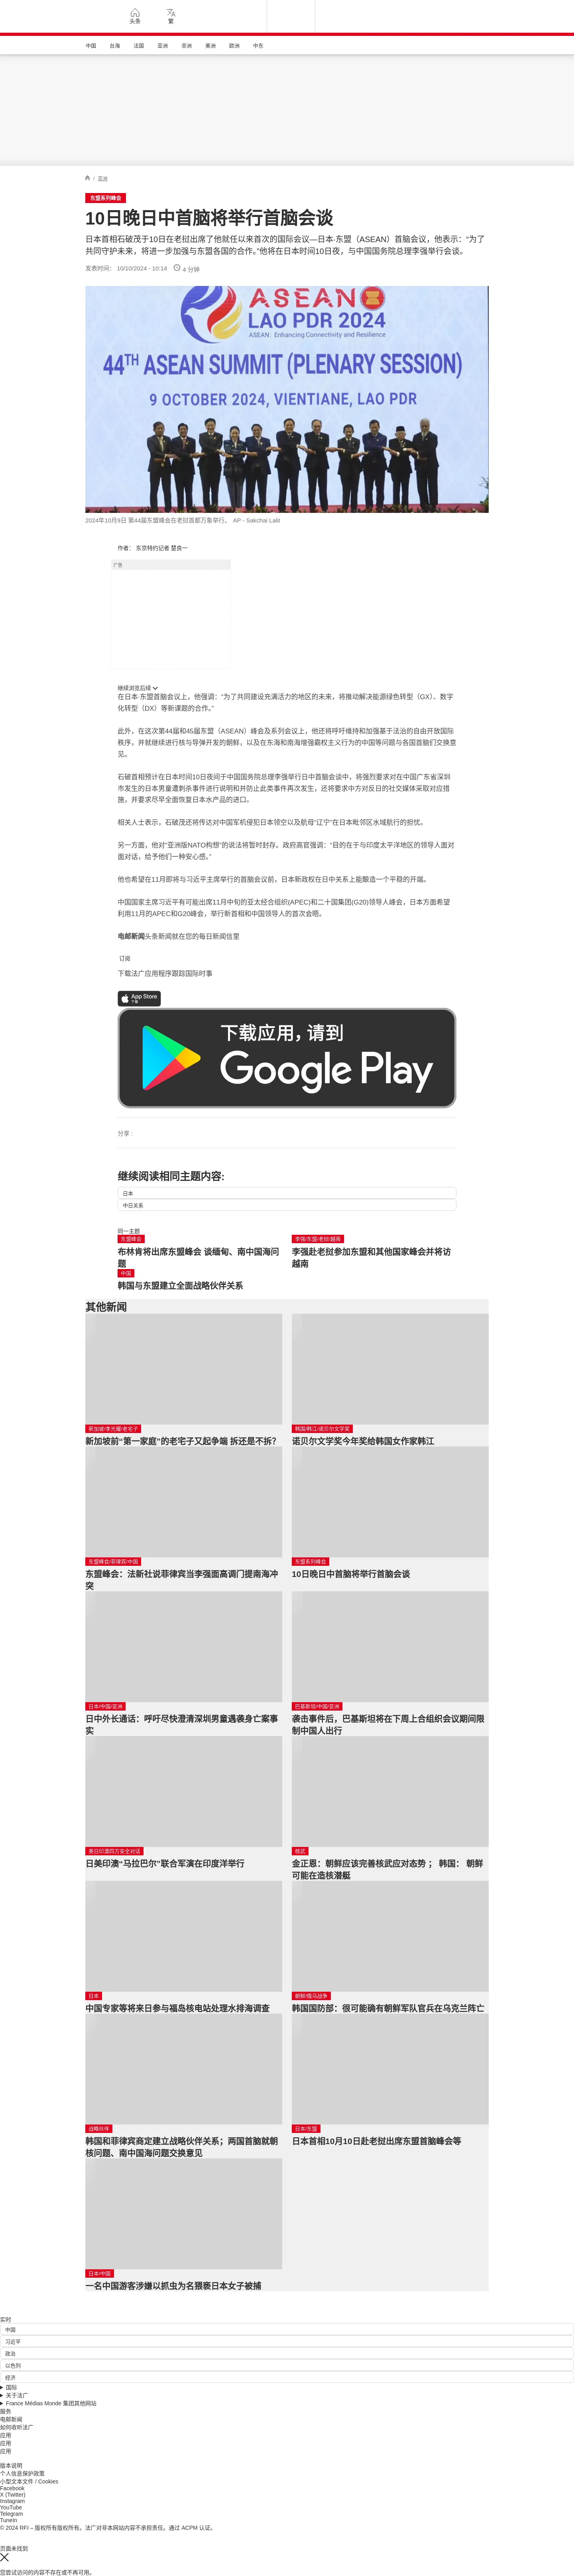 头条
繁
中国
台海
法国
亚洲
非洲
美洲
欧洲
中东
/ 亚洲
东盟系列峰会
10日晚日中首脑将举行首脑会谈
日本首相石破茂于10日在老挝出席了他就任以来首次的国际会议—日本·东盟（ASEAN）首脑会议，他表示：“为了
共同守护未来，将进一步加强与东盟各国的合作。”他将在日本时间10日夜，与中国国务院总理李强举行会谈。
发表时间： 10/10/2024 - 10:14
4 分钟
ASEAN
LAO PDR 2024
ASEAN: Enhancing Connectivity and Resilience
44TH ASEAN SUMMIT (PLENARY SESSION)
9 OCTOBER 2024, VIENTIANE, LAO PDR
2024年10月9日 第44届东盟峰会在老挝首都万象举行。 AP - Sakchai Lalit
作者： 东京特约记者 楚良一
广告
继续浏览后续
在日本·东盟首脑会议上，他强调：“为了共同建设充满活力的地区的未来，将推动解决能源绿色转型（GX）、数字
化转型（DX）等新课题的合作。”
此外，在这次第44届和45届东盟（ASEAN）峰会及系列会议上，他还将呼吁维持和加强基于法治的自由开放国际
秩序，并就继续进行核与导弹开发的朝鲜，以及在东海和南海增强霸权主义行为的中国等问题与各国首脑们交换意
见。
石破首相预计在日本时间10日夜间于中国国务院总理李强举行日中首脑会谈中，将强烈要求对在中国广东省深圳
市发生的日本男童遭刺杀事件进行说明和并防止此类事件再次发生，还将要求中方对反日的社交媒体采取对应措
施，并要求尽早全面恢复日本水产品的进口。
相关人士表示，石破茂还将传达对中国军机侵犯日本领空以及航母“辽宁”在日本毗邻区水域航行的担忧。
另一方面，他对“亚洲版NATO构想”的说法将暂时封存。政府高官强调：“目的在于与印度太平洋地区的领导人面对
面对话，给予他们一种安心感。”
他也希望在11月即将与习近平主席举行的首脑会议前，日本新政权在日中关系上能酿造一个平稳的开端。
中国国家主席习近平有可能出席11月中旬的亚太经合组织(APEC)和二十国集团(G20)领导人峰会，日本方面希望
利用11月的APEC和G20峰会，举行新首相和中国领导人的首次会晤。
电邮新闻头条新闻就在您的每日新闻信里
订阅
下载法广应用程序跟踪国际时事
App Store
下载
下载应用，请到
Google Play
分享 :
继续阅读相同主题内容:
日本
中日关系
同一主题
东盟峰会
布林肯将出席东盟峰会 谈缅甸、南中国海问
题
李强/东盟/老挝/越南
李强赴老挝参加东盟和其他国家峰会并将访
越南
中国
韩国与东盟建立全面战略伙伴关系
其他新闻
新加坡/李光耀/老宅子
新加坡前“第一家庭”的老宅子又起争端 拆还是不拆？
韩国/韩江/诺贝尔文学奖
诺贝尔文学奖今年奖给韩国女作家韩江
东盟峰会/菲律宾/中国
东盟峰会：法新社说菲律宾当李强面高调门提南海冲
突
东盟系列峰会
10日晚日中首脑将举行首脑会谈
日本/中国/亚洲
日中外长通话：呼吁尽快澄清深圳男童遇袭身亡案事
实
巴基斯坦/中国/亚洲
袭击事件后，巴基斯坦将在下周上合组织会议期间限
制中国人出行
美日印澳四方安全对话
日美印澳“马拉巴尔”联合军演在印度洋举行
核武
金正恩：朝鲜应该完善核武应对态势 ； 韩国： 朝鲜
可能在造核潜艇
日本
中国专家等将来日参与福岛核电站处理水排海调查
朝鲜/俄乌战争
韩国国防部：很可能确有朝鲜军队官兵在乌克兰阵亡
战略伙伴
韩国和菲律宾商定建立战略伙伴关系；两国首脑就朝
核问题、南中国海问题交换意见
日本/东盟
日本首相10月10日赴老挝出席东盟首脑峰会等
日本/中国
一名中国游客涉嫌以抓虫为名猥亵日本女子被捕
实时
中国
习近平
政治
以色列
经济
国际
关于法广
France Médias Monde 集团其他网站
服务
电邮新闻
如何收听法广
应用
应用
应用
版本说明
个人信息保护政策
小型文本文件 / Cookies
Facebook
X (Twitter)
Instagram
YouTube
Telegram
TuneIn
© 2024 RFI – 版权所有版权所有。法广对非本网站内容不承担责任。通过 ACPM 认证。
页面未找到
您尝试访问的内容不存在或不再可用。